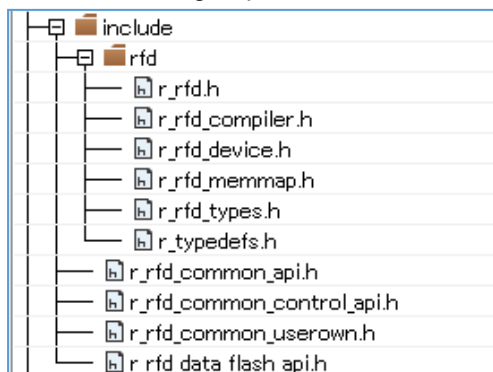 include
rfd
r_rfd.h
r_rfd_compiler.h
r_rfd_device.h
r_rfd_memmap.h
r_rfd_types.h
r_typedefs.h
r_rfd_common_api.h
r_rfd_common_control_api.h
r_rfd_common_userown.h
r_rfd_data_flash_api.h